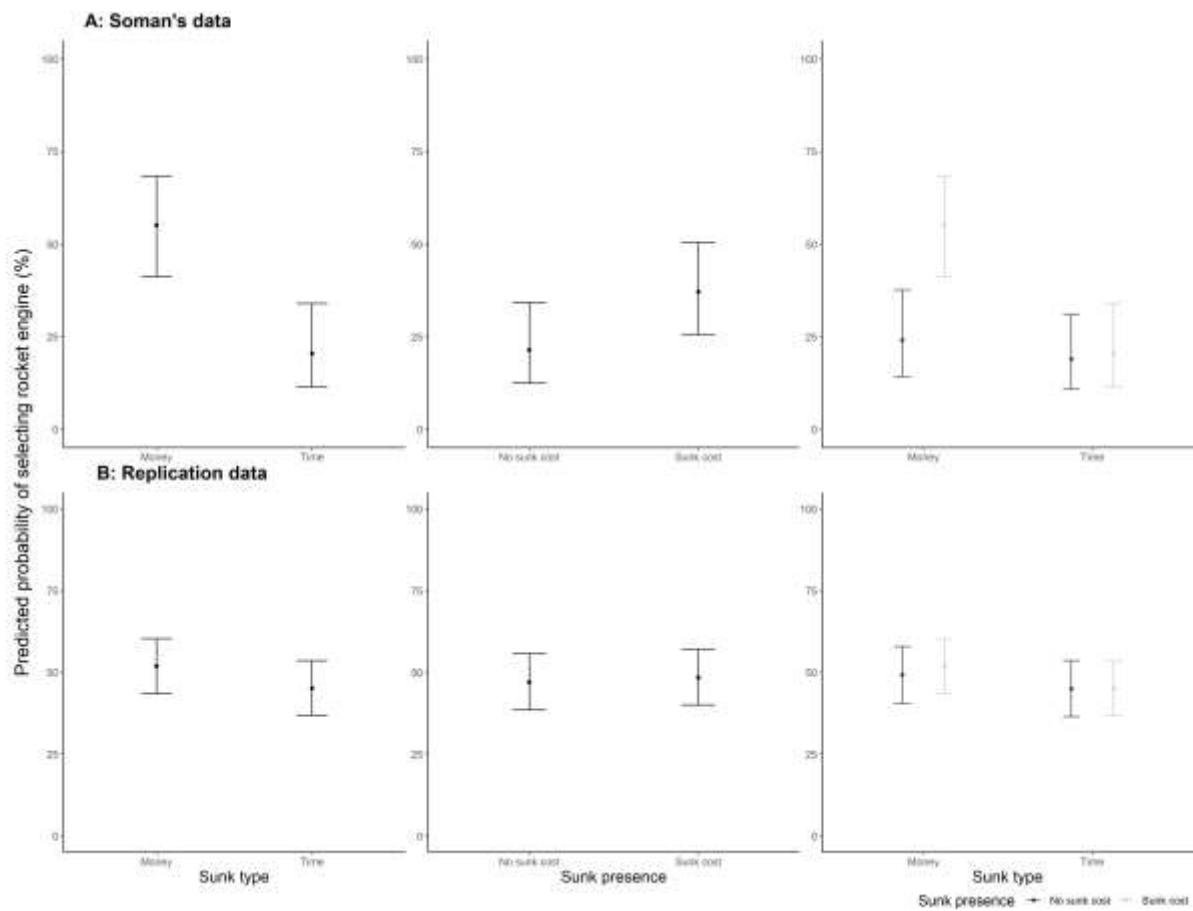 A: Soman's data
100
75
50
25
0
Money Time
100
75
50
25
0
No sunk cost Sunk cost
100
75
50
25
0
Money Time
B: Replication data
100
75
50
25
0
Money Time
Sunk type
100
75
50
25
0
No sunk cost Sunk cost
Sunk presence
100
75
50
25
0
Money Time
Sunk type
Predicted probability of selecting rocket engine (%)
Sunk presence No sunk cost Sunk cost